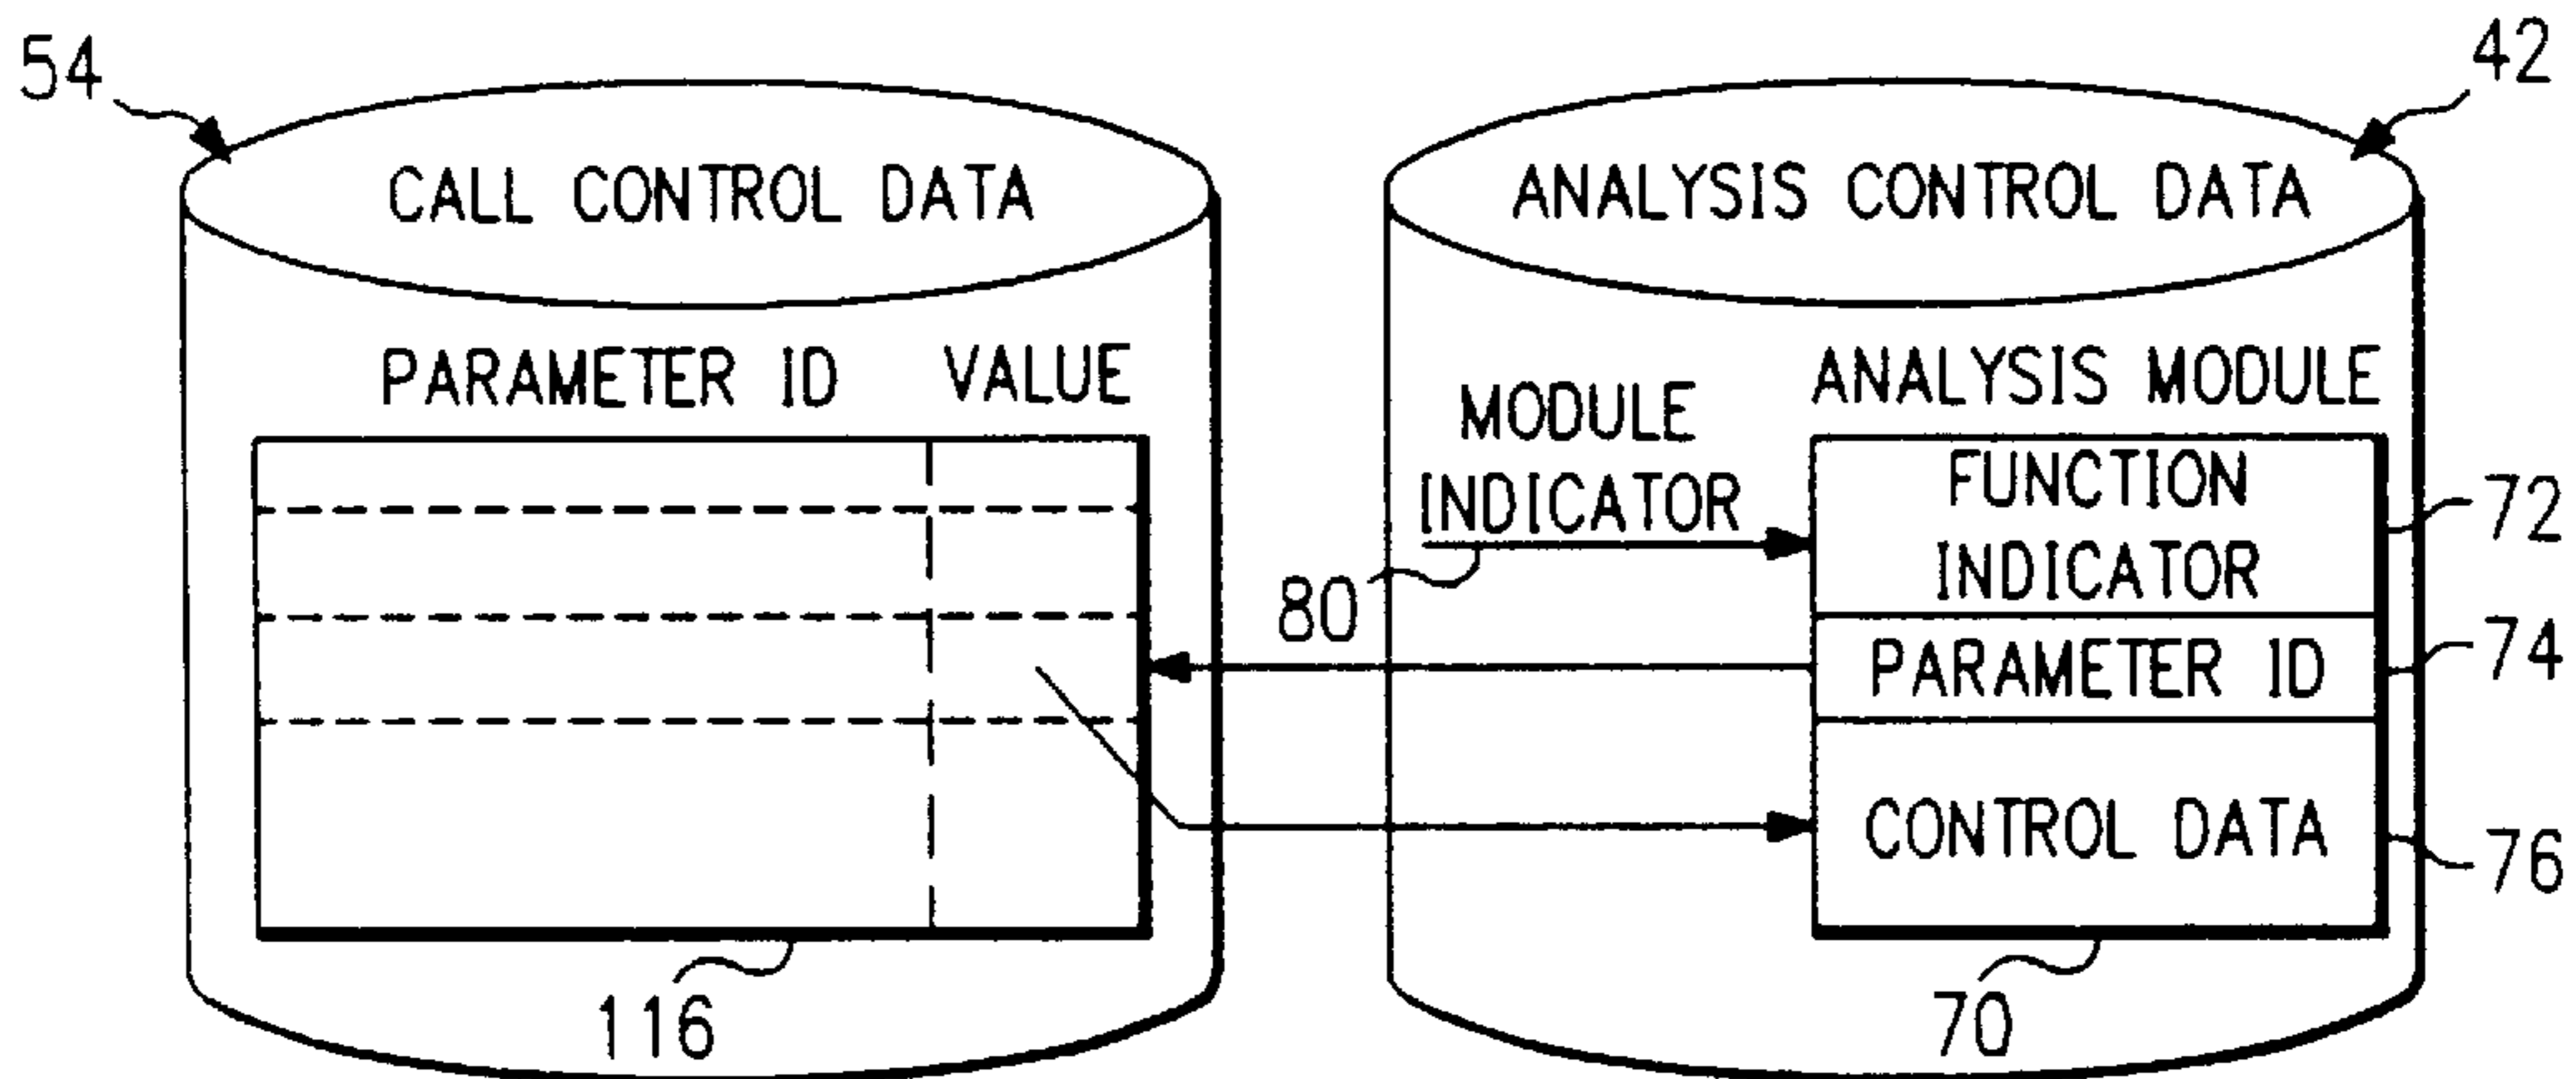 54
42
CALL CONTROL DATA
ANALYSIS CONTROL DATA
PARAMETER ID
VALUE
MODULE
INDICATOR
ANALYSIS MODULE
FUNCTION
INDICATOR
72
80
PARAMETER ID
74
CONTROL DATA
76
116
70